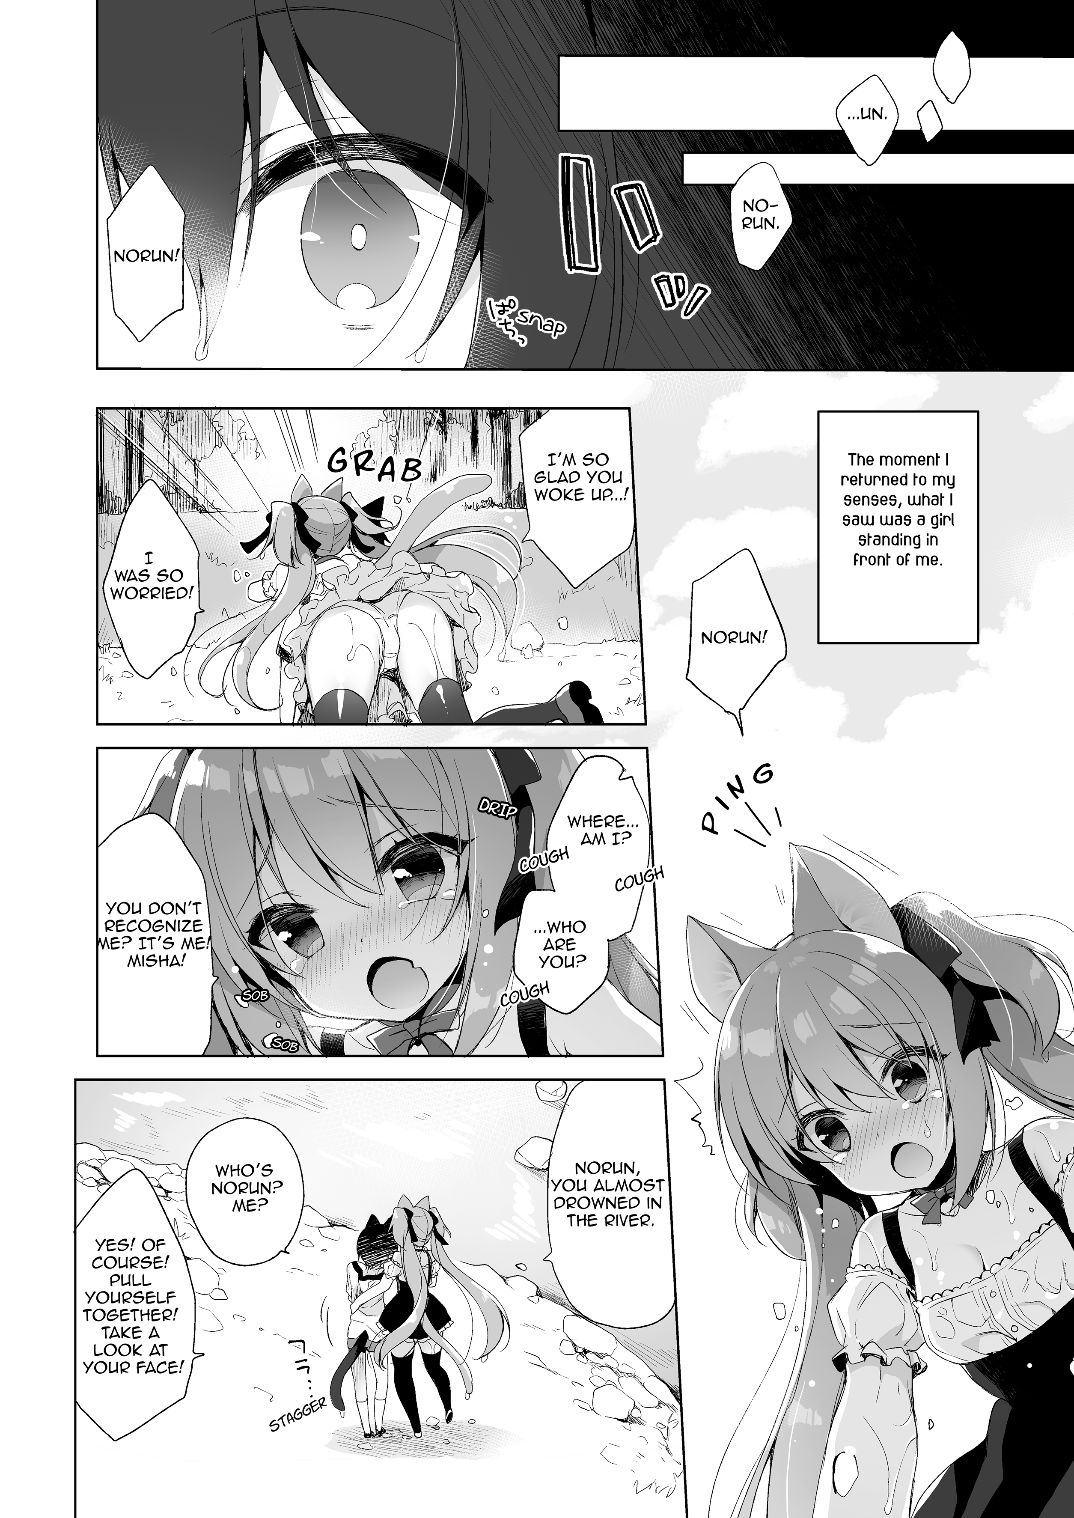 ...UN.
NO-
RUN.
NORUN!
ぱちっ
snap
The moment I
returned to my
senses, what I
saw was a girl
standing in
front of me.
NORUN!
PING
I'M SO
GLAD YOU
WOKE UP...!
GRAB
I
WAS SO
WORRIED!
WHERE...
AM I?
DRIP
COUGH
COUGH
...WHO
ARE
YOU?
COUGH
YOU DON'T
RECOGNIZE
ME? IT'S ME!
MISHA!
SOB
SOB
NORUN,
YOU ALMOST
DROWNED IN
THE RIVER.
WHO'S
NORUN?
ME?
YES! OF
COURSE!
PULL
YOURSELF
TOGETHER!
TAKE A
LOOK AT
YOUR FACE!
STAGGER